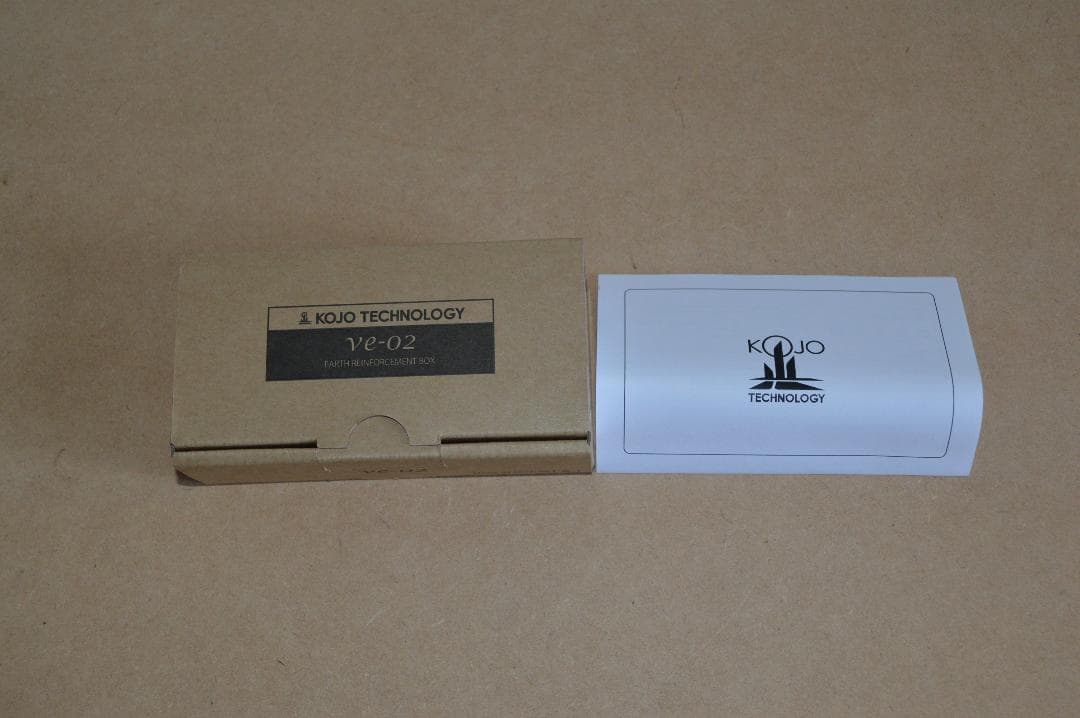 KOJO TECHNOLOGY
ve-02
EARTH REINFORCEMENT BOX
ve-02
KOJO
TECHNOLOGY